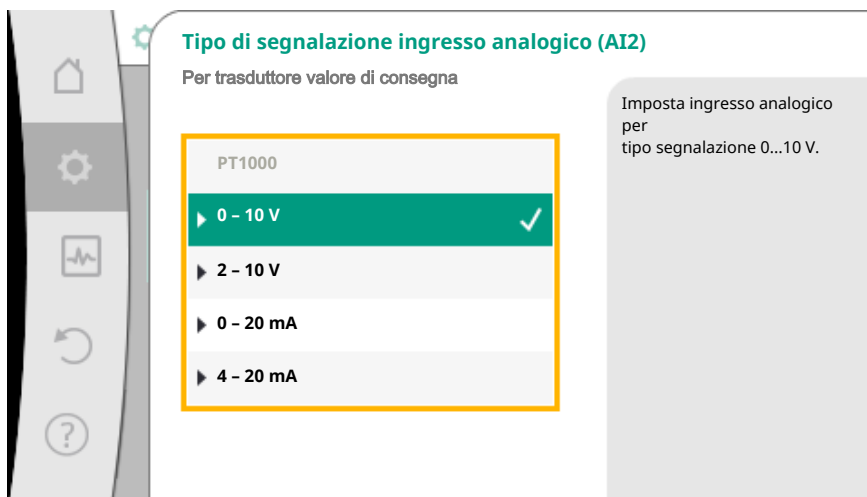 Tipo di segnalazione ingresso analogico (AI2)
Per trasduttore valore di consegna
PT1000
0 – 10 V
2 – 10 V
0 – 20 mA
4 – 20 mA
Imposta ingresso analogico
per
tipo segnalazione 0...10 V.
?